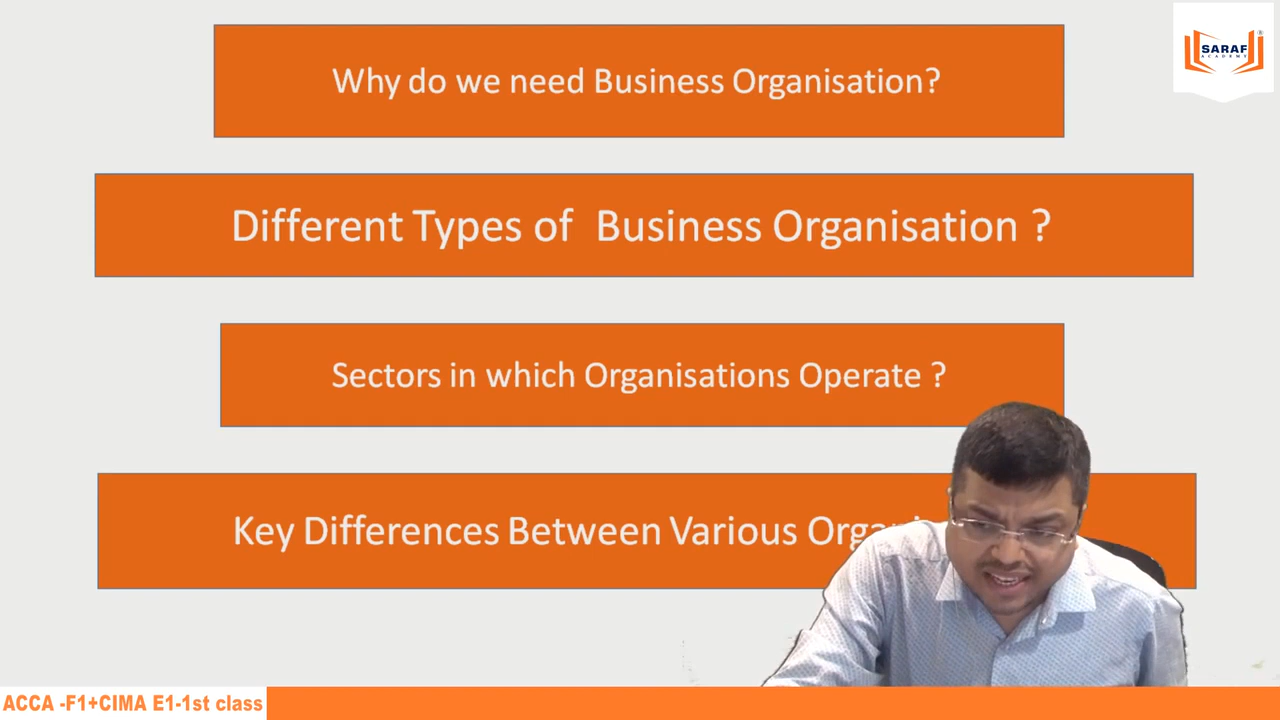 Why do we need Business Organisation?
SARAF
ACADEMY
Different Types of Business Organisation ?
Sectors in which Organisations Operate ?
Key Differences Between Various
ACCA -F1+CIMA E1-1st class